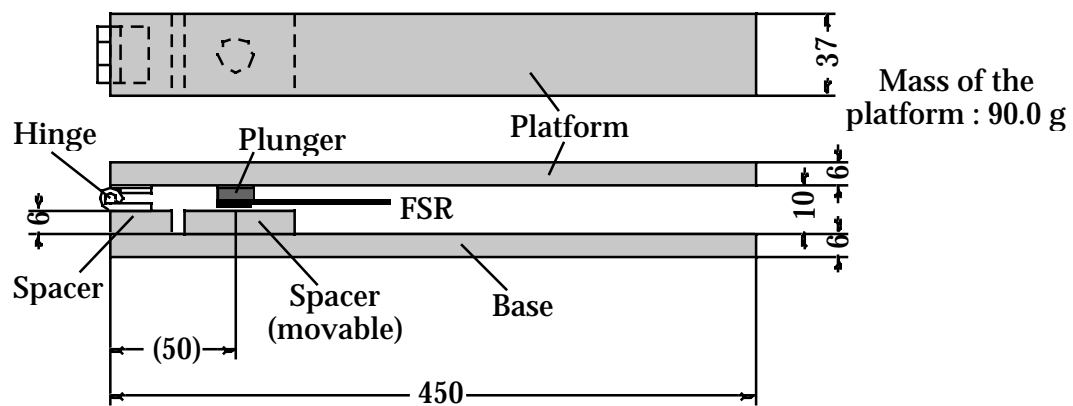 37
Mass of the
platform : 90.0 g
Platform
Hinge
Plunger
6
10
6
FSR
6
Spacer
Spacer
(movable)
Base
(50)
450